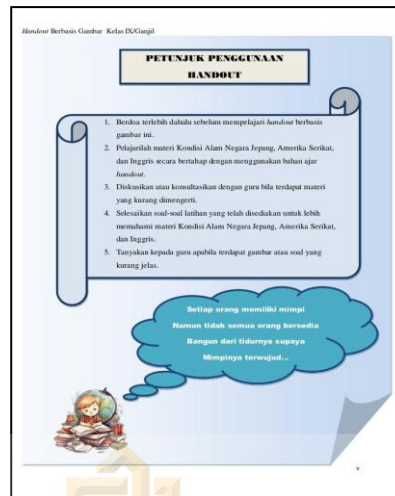 Handout Berbasis Gambar Kelas IX/Ganjil
PETUNJUK PENGGUNAAN
HANDOUT
1. Berdoa terlebih dahulu sebelum mempelajari handout berbasis
gambar ini.
2. Pelajarilah materi Kondisi Alam Negara Jepang, Amerika Serikat,
dan Inggris secara bertahap dengan menggunakan bahan ajar
handout.
3. Diskusikan atau konsultasikan dengan guru bila terdapat materi
yang kurang dimengerti.
4. Selesaikan soal-soal latihan yang telah disediakan untuk lebih
memahami materi Kondisi Alam Negara Jepang, Amerika Serikat,
dan Inggris.
5. Tanyakan kepada guru apabila terdapat gambar atau soal yang
kurang jelas.
Setiap orang memiliki mimpi
Namun tidak semua orang bersedia
Bangun dari tidurnya supaya
Mimpinya terwujud...
v